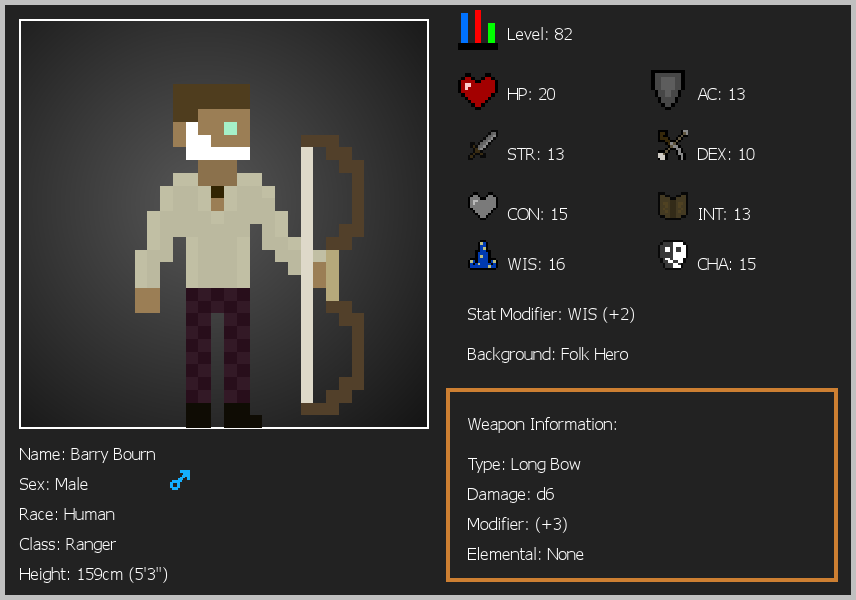 Level: 82
HP: 20
AC: 13
STR: 13
DEX: 10
CON: 15
INT: 13
WIS: 16
CHA: 15
Stat Modifier: WIS (+2)
Background: Folk Hero
Weapon Information:
Type: Long Bow
Damage: d6
Modifier: (+3)
Elemental: None
Name: Barry Bourn
Sex: Male
Race: Human
Class: Ranger
Height: 159cm (5'3")